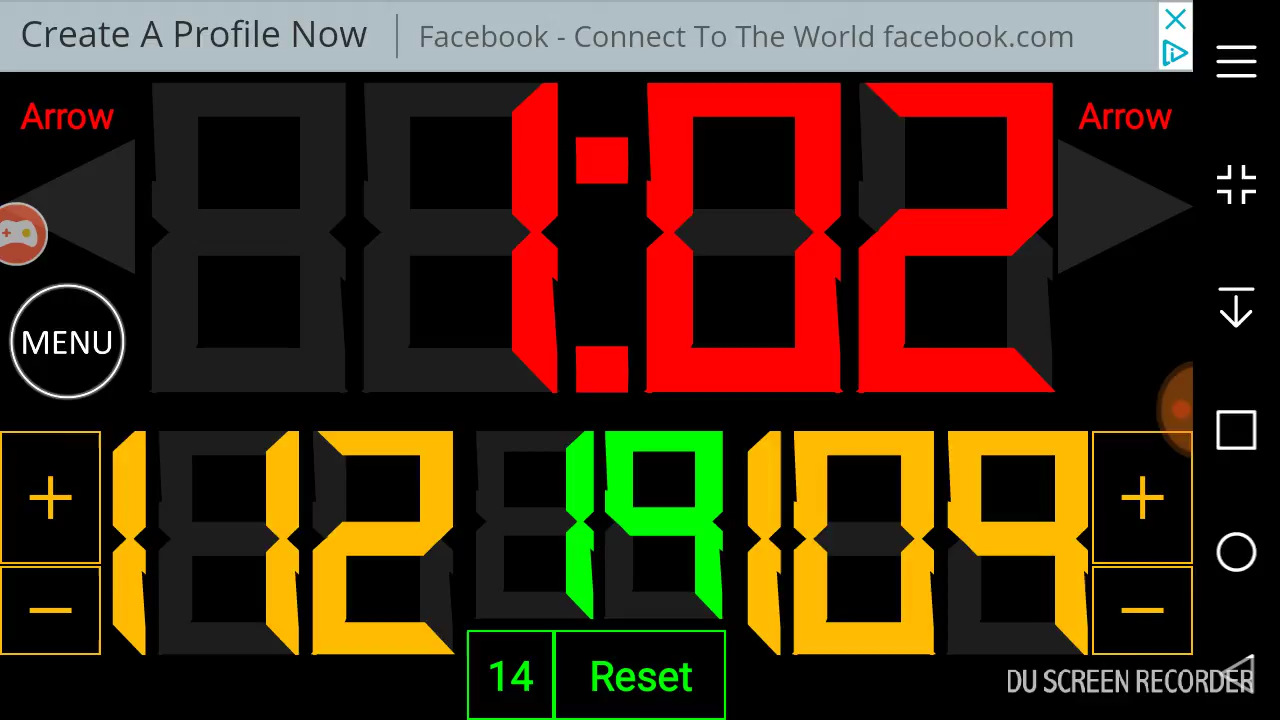 Create A Profile Now
Facebook - Connect To The World facebook.com
Arrow
1:02
Arrow
MENU
+
112
19
109
+
−
−
14
Reset
DU SCREEN RECORDER